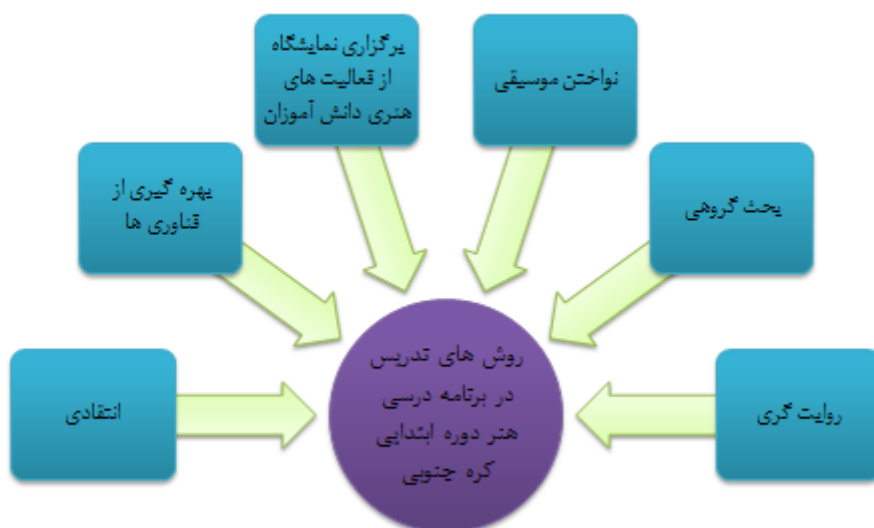 برگزاری نمایشگاه
از فعالیت های
هنری دانش آموزان
نواختن موسیقی
بهره گیری از
فناوری ها
بحث گروهی
روش های تدریس
در برنامه درسی
هنر دوره ابتدایی
کره جنوبی
انتقادی
روایت گری